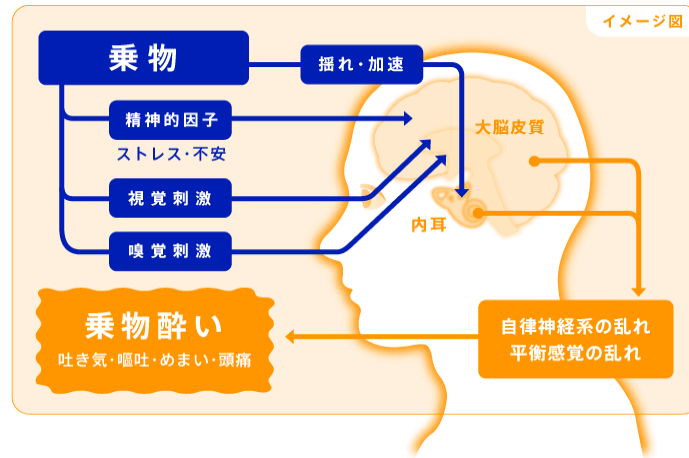 イメージ図
乗物
揺れ・加速
精神的因子
ストレス・不安
視覚刺激
嗅覚刺激
大脳皮質
内耳
乗物酔い
吐き気・嘔吐・めまい・頭痛
自律神経系の乱れ
平衡感覚の乱れ